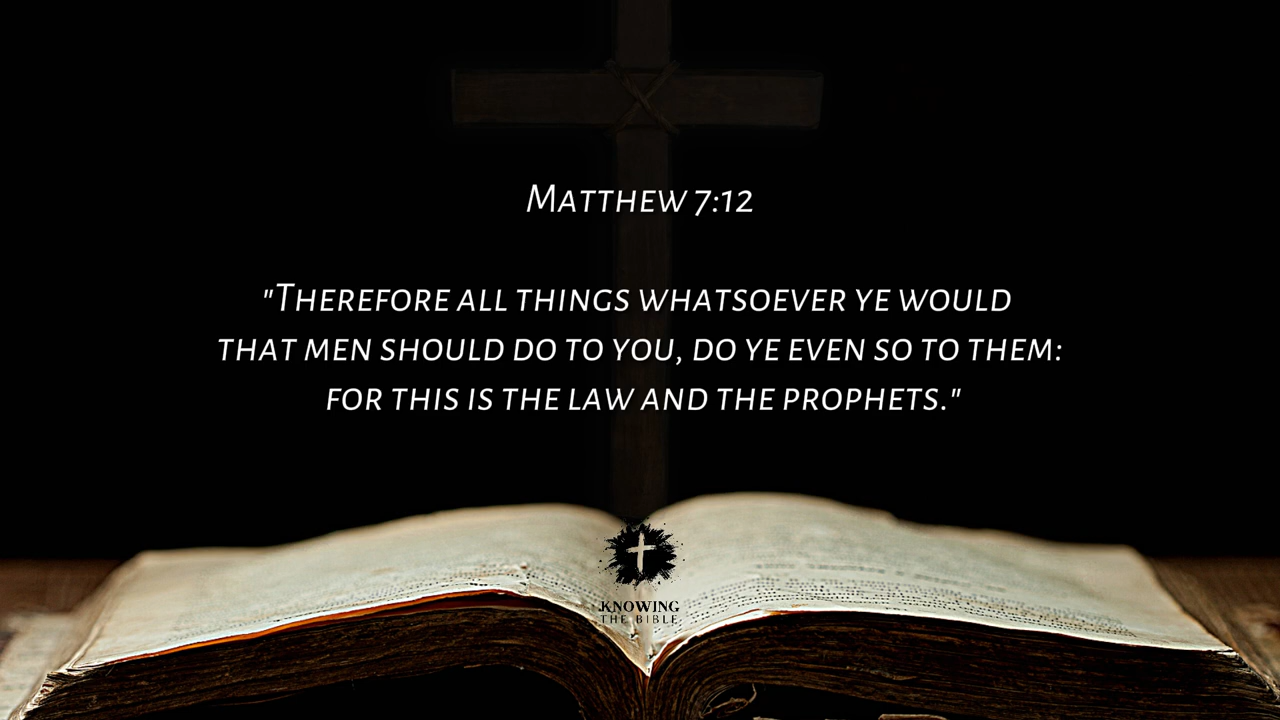 Matthew 7:12
"Therefore all things whatsoever ye would
that men should do to you, do ye even so to them:
for this is the law and the prophets."
KNOWING
THE BIBLE